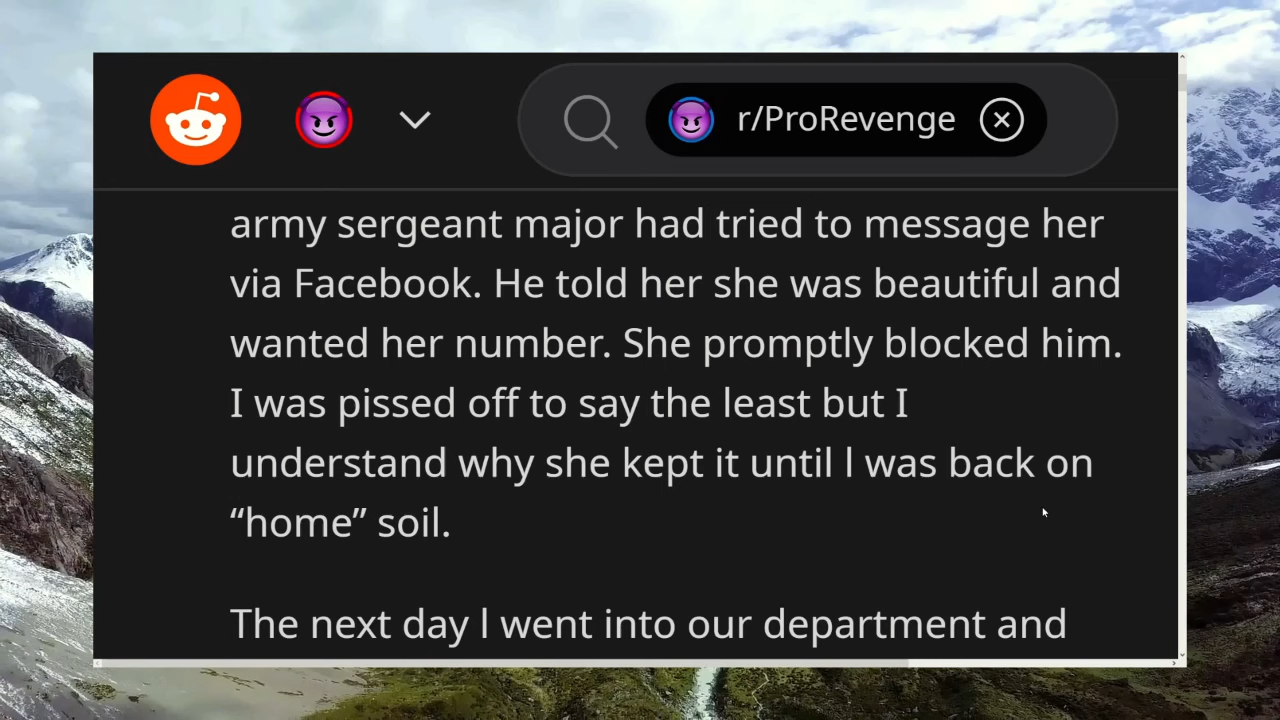 r/ProRevenge
army sergeant major had tried to message her
via Facebook. He told her she was beautiful and
wanted her number. She promptly blocked him.
I was pissed off to say the least but I
understand why she kept it until l was back on
“home” soil.
The next day l went into our department and